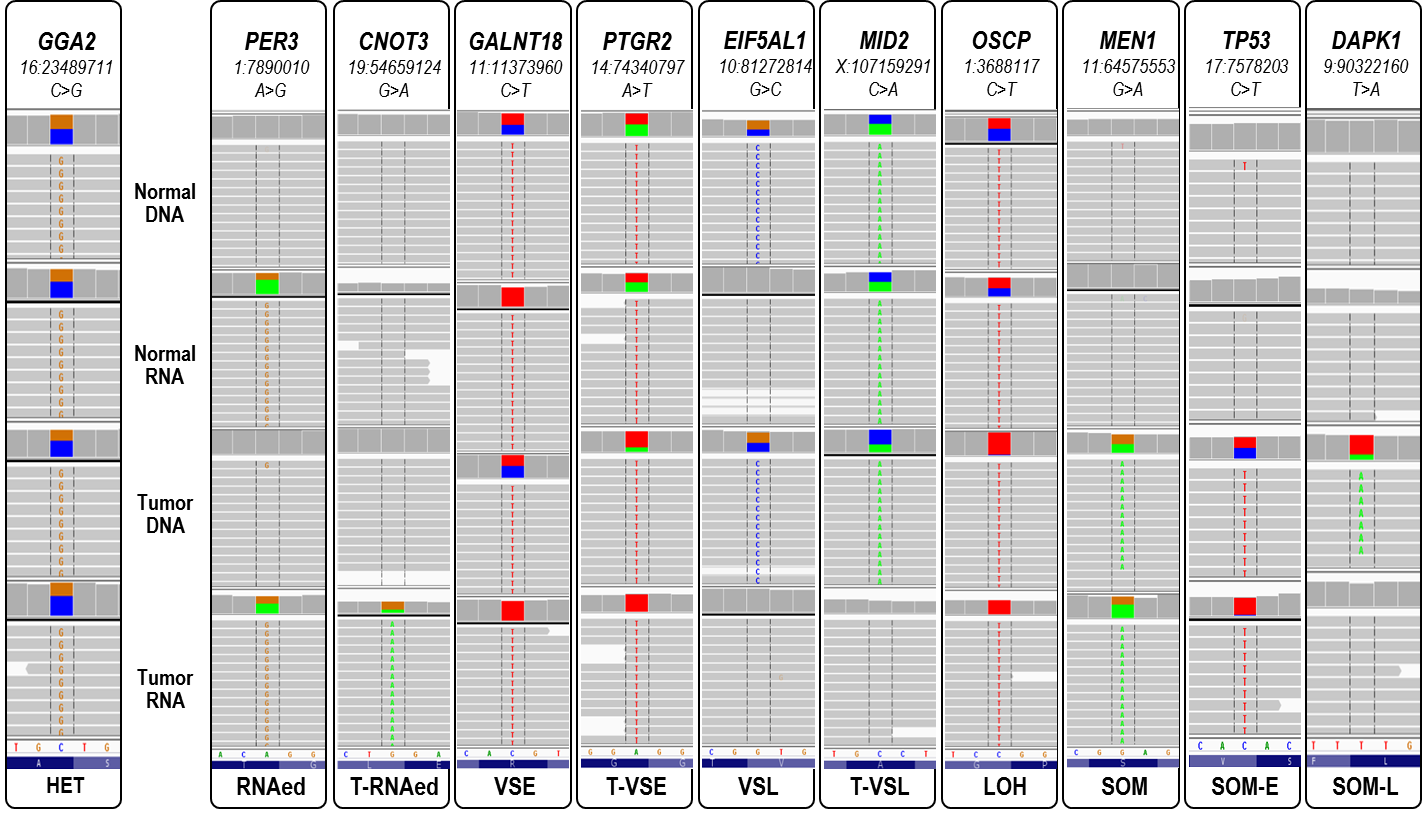 GGA2
16:23489711
C>G
PER3
1:7890010
A>G
CNOT3
19:54659124
G>A
GALNT18
11:11373960
C>T
PTGR2
14:74340797
A>T
EIF5AL1
10:81272814
G>C
MID2
X:107159291
C>A
OSCP
1:3688117
C>T
MEN1
11:64575553
G>A
TP53
17:7578203
C>T
DAPK1
9:90322160
T>A
Normal
DNA
Normal
RNA
Tumor
DNA
Tumor
RNA
T G C T G
A S
HET
A C A G G
T G
RNAed
C T G G A
L E
T-RNAed
C A C G T
R
VSE
G G A G G
G G
T-VSE
C G G T G
T V
VSL
T G C C T
A
T-VSL
T C C G G
G P
LOH
C G G A G
S
SOM
C A C A C
V S
SOM-E
T T T T G
F L
SOM-L